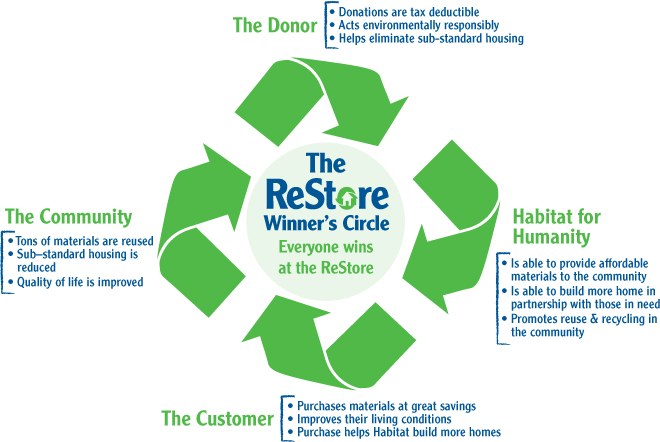 The Donor
• Donations are tax deductible
• Acts environmentally responsibly
• Helps eliminate sub-standard housing
The
ReStore
Winner's Circle
Everyone wins
at the ReStore
Habitat for
Humanity
• Is able to provide affordable
materials to the community
• Is able to build more home in
partnership with those in need
• Promotes reuse & recycling in
the community
The Customer
• Purchases materials at great savings
• Improves their living conditions
• Purchase helps Habitat build more homes
The Community
• Tons of materials are reused
• Sub–standard housing is
reduced
• Quality of life is improved